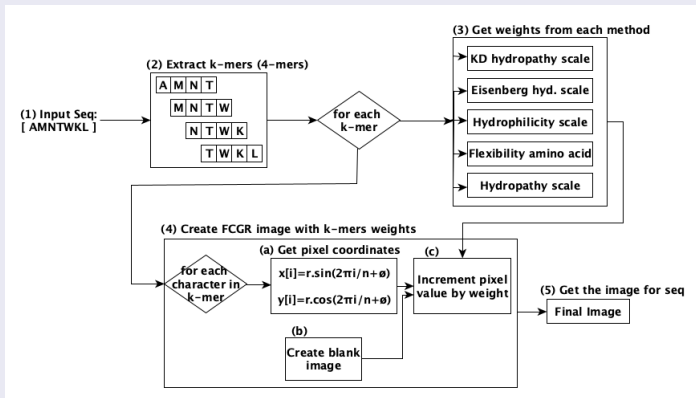 (1) Input Seq:
[ AMNTWKL ]
(2) Extract k-mers (4-mers)
A M N T
M N T W
N T W K
T W K L
for each
k-mer
(3) Get weights from each method
KD hydropathy scale
Eisenberg hyd. scale
Hydrophilicity scale
Flexibility amino acid
Hydropathy scale
(4) Create FCGR image with k-mers weights
for each
character in
k-mer
(a) Get pixel coordinates
x[i]=r.sin(2πi/n+ø)
y[i]=r.cos(2πi/n+ø)
(b)
Create blank
image
(c)
Increment pixel
value by weight
(5) Get the image for seq
Final Image